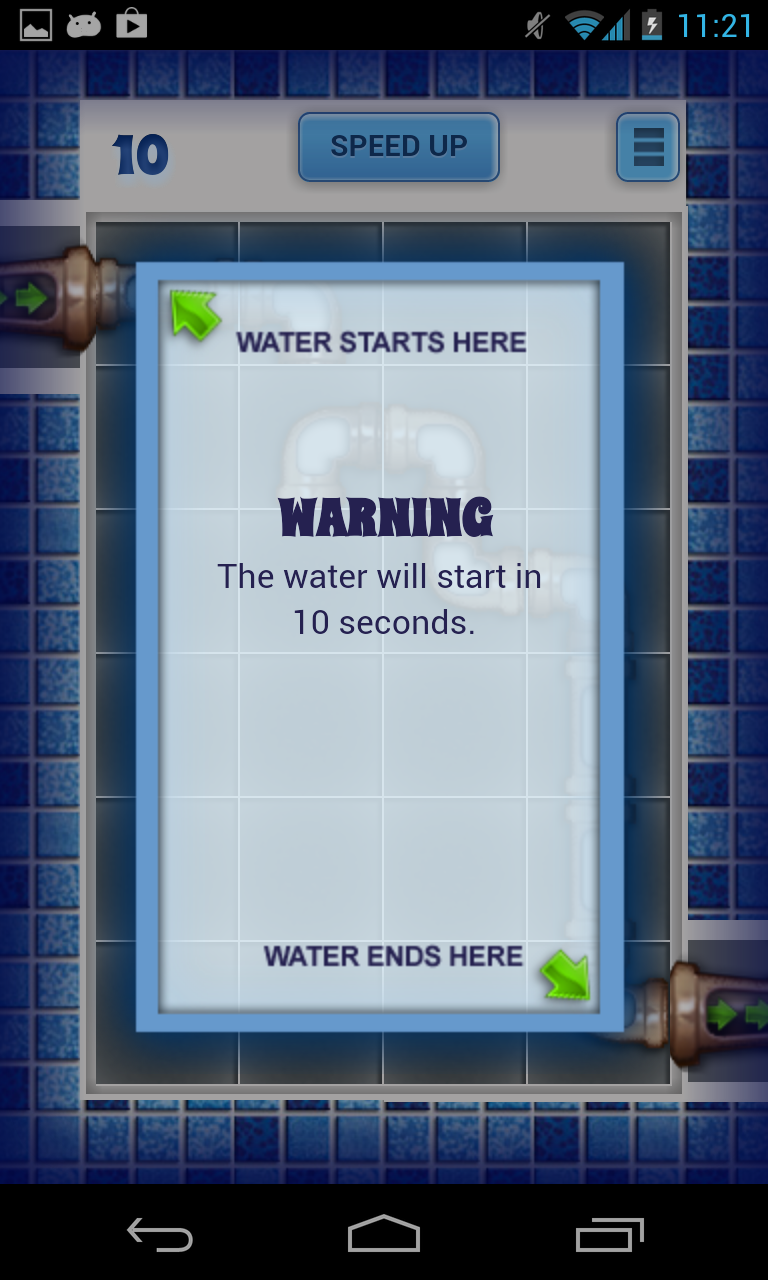 11:21
10
SPEED UP
WATER STARTS HERE
WARNING
The water will start in
10 seconds.
WATER ENDS HERE